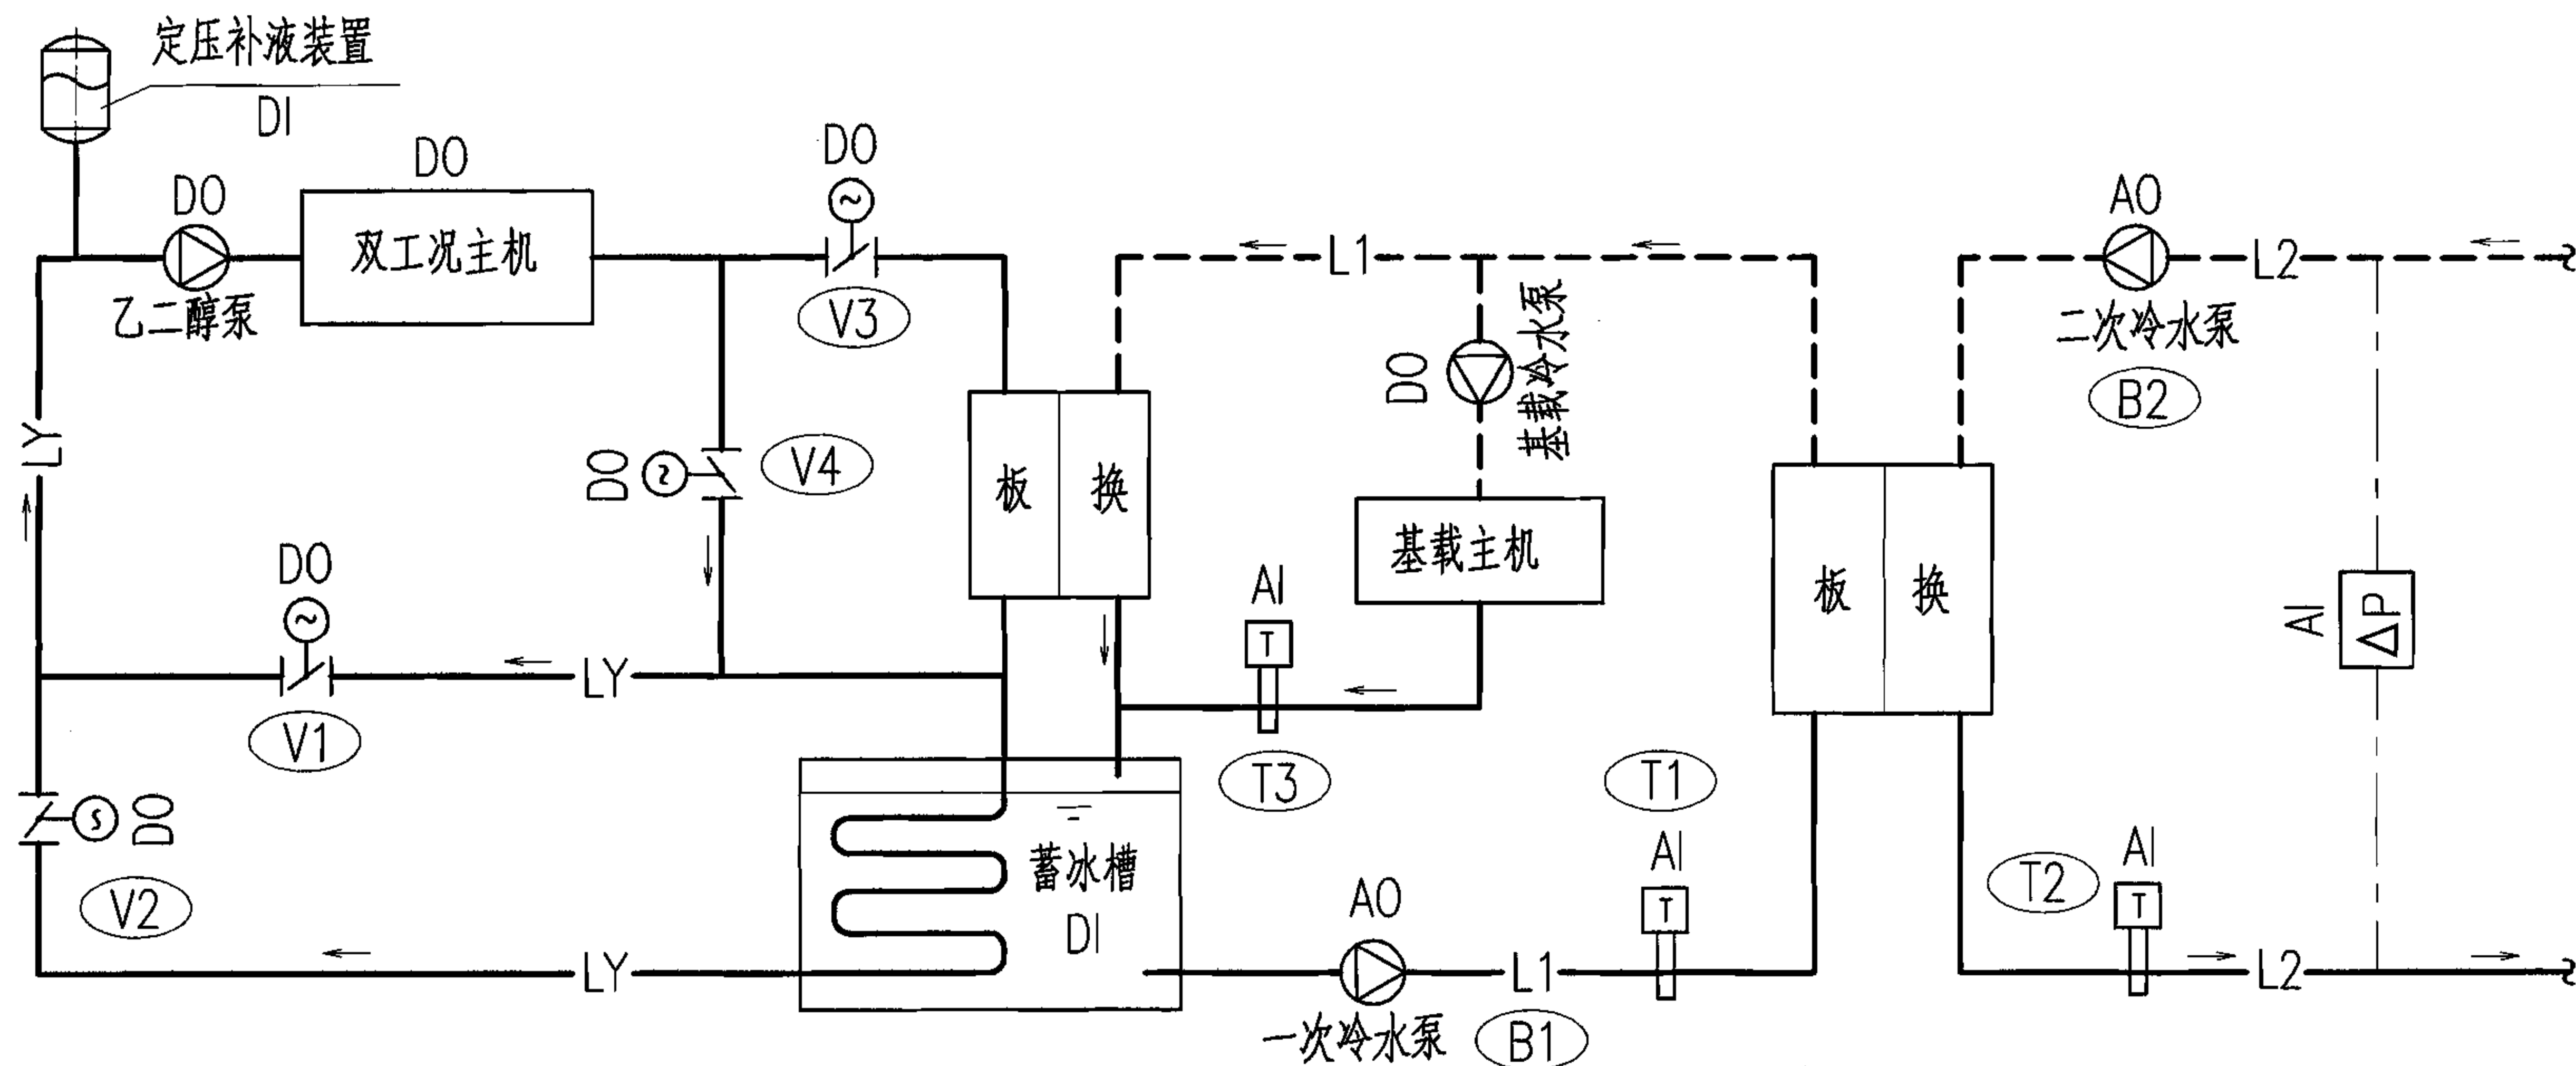 定压补液装置
DI
DO
乙二醇泵
DO
双工况主机
DO
V3
DO
V4
LY
DO
V1
LY
DO
V2
LY
板 换
L1
DO
基载冷水泵
基载主机
AI
T
T3
蓄冰槽
DI
AO
一次冷水泵
B1
L1
T1
AI
T
板 换
AO
二次冷水泵
B2
L2
AI
ΔP
T2
AI
T
L2